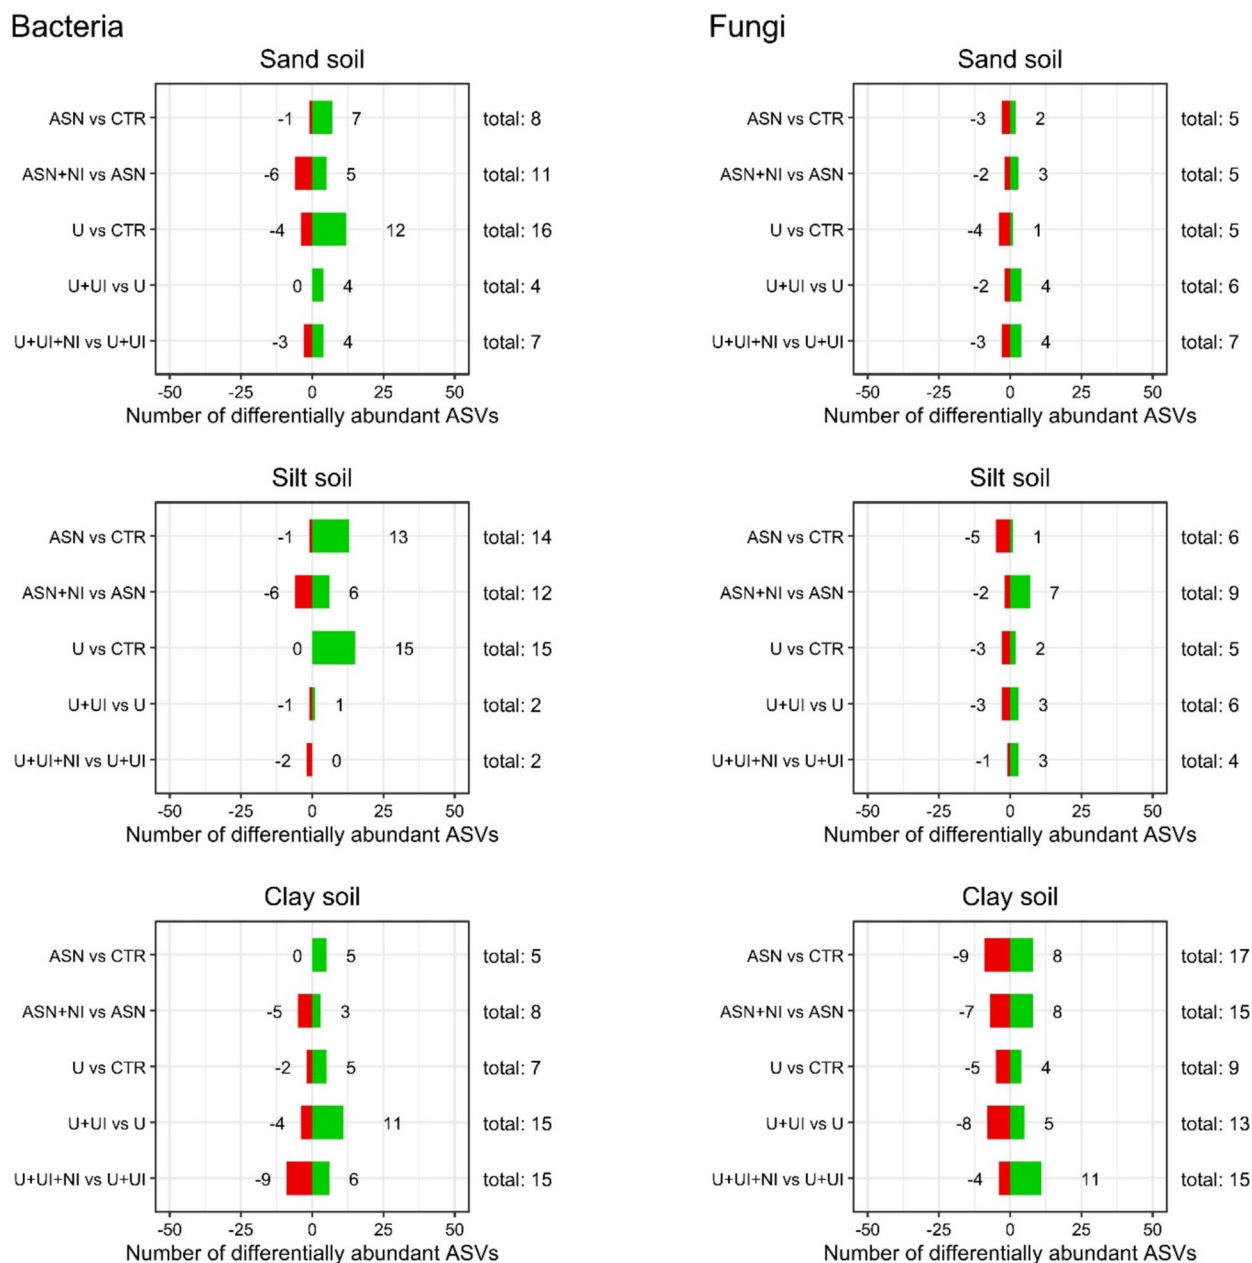 Bacteria
Sand soil
ASN vs CTR -1 7 total: 8
ASN+NI vs ASN -6 5 total: 11
U vs CTR -4 12 total: 16
U+UI vs U 0 4 total: 4
U+UI+NI vs U+UI -3 4 total: 7
-50 -25 0 25 50
Number of differentially abundant ASVs
Silt soil
ASN vs CTR -1 13 total: 14
ASN+NI vs ASN -6 6 total: 12
U vs CTR 0 15 total: 15
U+UI vs U -1 1 total: 2
U+UI+NI vs U+UI -2 0 total: 2
-50 -25 0 25 50
Number of differentially abundant ASVs
Clay soil
ASN vs CTR 0 5 total: 5
ASN+NI vs ASN -5 3 total: 8
U vs CTR -2 5 total: 7
U+UI vs U -4 11 total: 15
U+UI+NI vs U+UI -9 6 total: 15
-50 -25 0 25 50
Number of differentially abundant ASVs
Fungi
Sand soil
ASN vs CTR -3 2 total: 5
ASN+NI vs ASN -2 3 total: 5
U vs CTR -4 1 total: 5
U+UI vs U -2 4 total: 6
U+UI+NI vs U+UI -3 4 total: 7
-50 -25 0 25 50
Number of differentially abundant ASVs
Silt soil
ASN vs CTR -5 1 total: 6
ASN+NI vs ASN -2 7 total: 9
U vs CTR -3 2 total: 5
U+UI vs U -3 3 total: 6
U+UI+NI vs U+UI -1 3 total: 4
-50 -25 0 25 50
Number of differentially abundant ASVs
Clay soil
ASN vs CTR -9 8 total: 17
ASN+NI vs ASN -7 8 total: 15
U vs CTR -5 4 total: 9
U+UI vs U -8 5 total: 13
U+UI+NI vs U+UI -4 11 total: 15
-50 -25 0 25 50
Number of differentially abundant ASVs